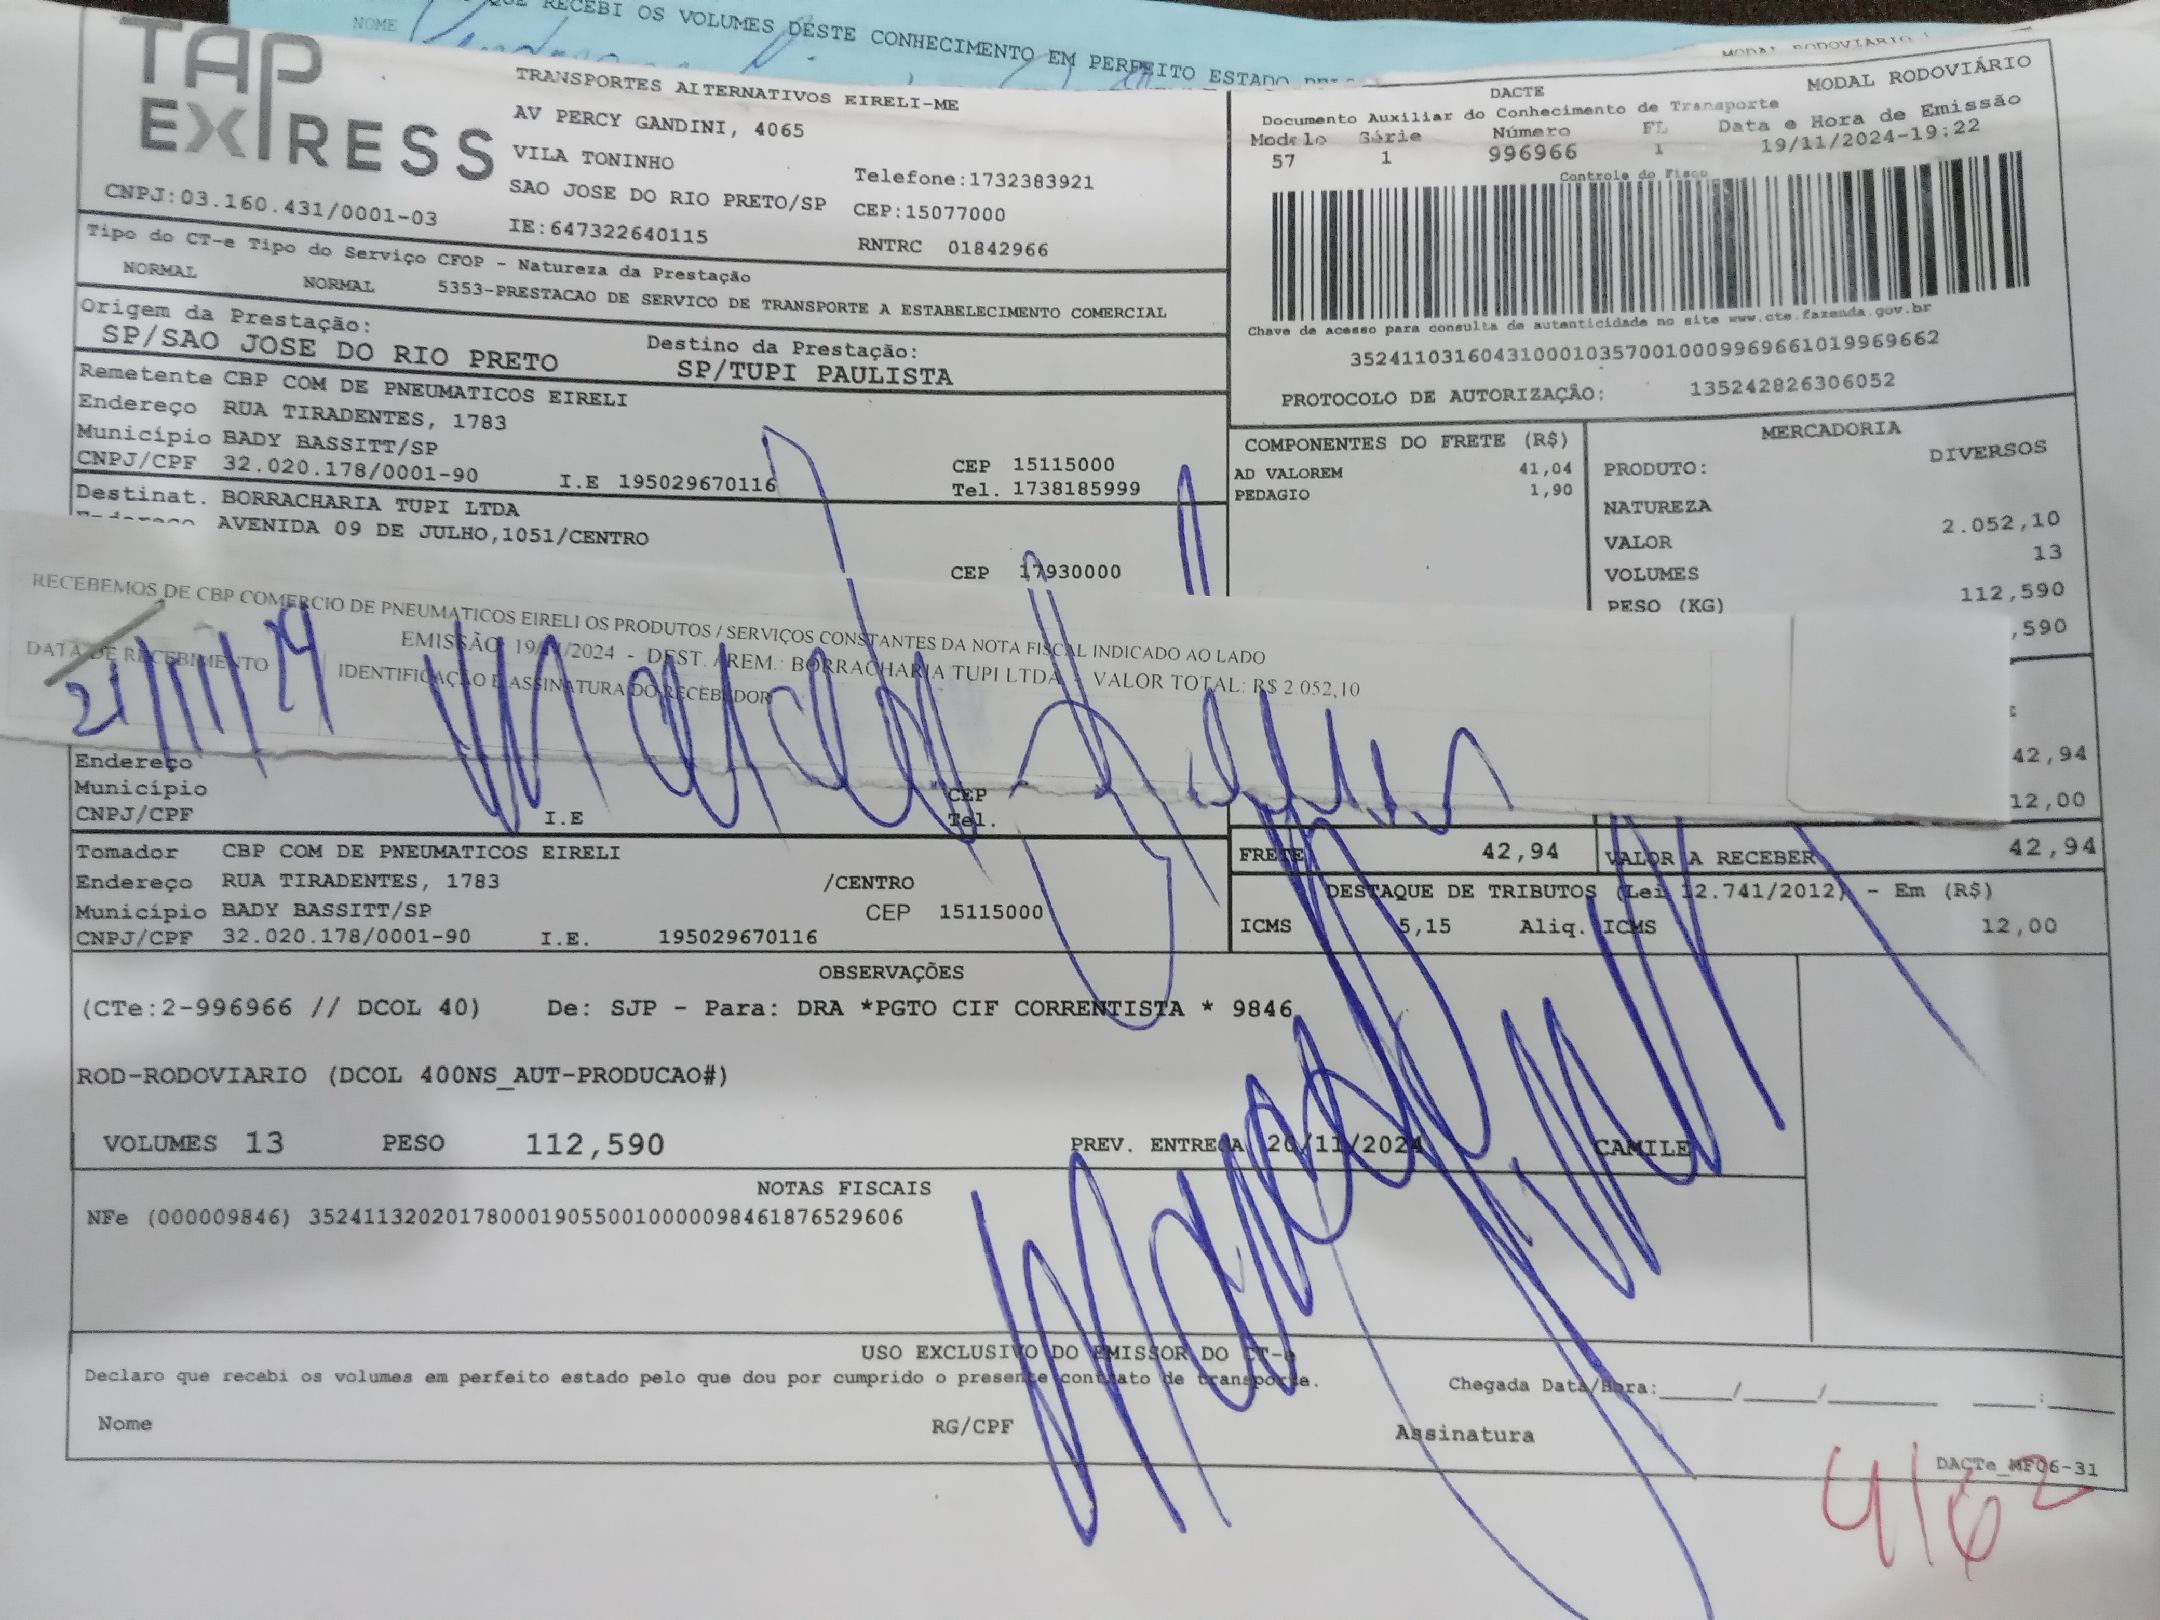 QUE RECEBI OS VOLUMES DESTE CONHECIMENTO EM PERFEITO ESTADO
NOME
MODAL RODOVIÁRIO
TAP EXPRESS
TRANSPORTES ALTERNATIVOS EIRELI-ME
AV PERCY GANDINI, 4065
VILA TONINHO
Telefone:1732383921
SAO JOSE DO RIO PRETO/SP CEP:15077000
CNPJ:03.160.431/0001-03 IE:647322640115 RNTRC 01842966
DACTE MODAL RODOVIÁRIO
Documento Auxiliar do Conhecimento de Transporte
Modelo Série Número FL Data e Hora de Emissão
57 1 996966 1 19/11/2024-19:22
Controle do Fisco
Chave de acesso para consulta de autenticidade no site www.cte.fazenda.gov.br
35241103160431000103570010009969661019969662
PROTOCOLO DE AUTORIZAÇÃO: 135242826306052
Tipo do CT-e Tipo do Serviço CFOP - Natureza da Prestação
NORMAL NORMAL 5353-PRESTACAO DE SERVICO DE TRANSPORTE A ESTABELECIMENTO COMERCIAL
Origem da Prestação: Destino da Prestação:
SP/SAO JOSE DO RIO PRETO SP/TUPI PAULISTA
Remetente CBP COM DE PNEUMATICOS EIRELI
Endereço RUA TIRADENTES, 1783
Município BADY BASSITT/SP CEP 15115000
CNPJ/CPF 32.020.178/0001-90 I.E 195029670116 Tel. 1738185999
Destinat. BORRACHARIA TUPI LTDA
Endereço AVENIDA 09 DE JULHO,1051/CENTRO
CEP 17930000
COMPONENTES DO FRETE (R$)
AD VALOREM 41,04
PEDAGIO 1,90
MERCADORIA
PRODUTO: DIVERSOS
NATUREZA
VALOR 2.052,10
VOLUMES 13
PESO (KG) 112,590
,590
RECEBEMOS DE CBP COMERCIO DE PNEUMATICOS EIRELI OS PRODUTOS / SERVIÇOS CONSTANTES DA NOTA FISCAL INDICADO AO LADO
EMISSÃO: 19/11/2024 - DEST. / REM.: BORRACHARIA TUPI LTDA - VALOR TOTAL: R$ 2.052,10
DATA DE RECEBIMENTO IDENTIFICAÇÃO E ASSINATURA DO RECEBEDOR
21/11/24
42,94
12,00
Endereço
Município CEP
CNPJ/CPF I.E Tel.
FRETE 42,94 VALOR A RECEBER 42,94
Tomador CBP COM DE PNEUMATICOS EIRELI
Endereço RUA TIRADENTES, 1783 /CENTRO
Município BADY BASSITT/SP CEP 15115000
CNPJ/CPF 32.020.178/0001-90 I.E. 195029670116
DESTAQUE DE TRIBUTOS (Lei 12.741/2012) - Em (R$)
ICMS 5,15 Aliq. ICMS 12,00
OBSERVAÇÕES
(CTe:2-996966 // DCOL 40) De: SJP - Para: DRA *PGTO CIF CORRENTISTA * 9846
ROD-RODOVIARIO (DCOL 400NS_AUT-PRODUCAO#)
VOLUMES 13 PESO 112,590 PREV. ENTREGA 20/11/2024 CAMILE
NOTAS FISCAIS
NFe (000009846) 35241132020178000190550010000098461876529606
USO EXCLUSIVO DO EMISSOR DO CT-e
Declaro que recebi os volumes em perfeito estado pelo que dou por cumprido o presente contrato de transporte. Chegada Data/Hora:
Nome RG/CPF Assinatura
DACTe_MF06-31